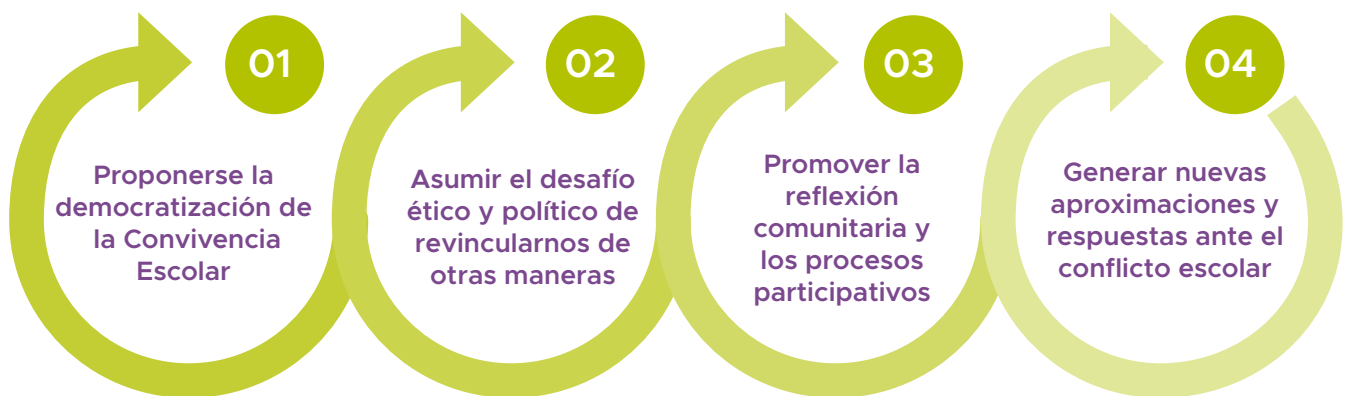 01
Proponerse la
democratización de
la Convivencia
Escolar
02
Asumir el desafío
ético y político de
revincularnos de
otras maneras
03
Promover la
reflexión
comunitaria y
los procesos
participativos
04
Generar nuevas
aproximaciones y
respuestas ante el
conflicto escolar